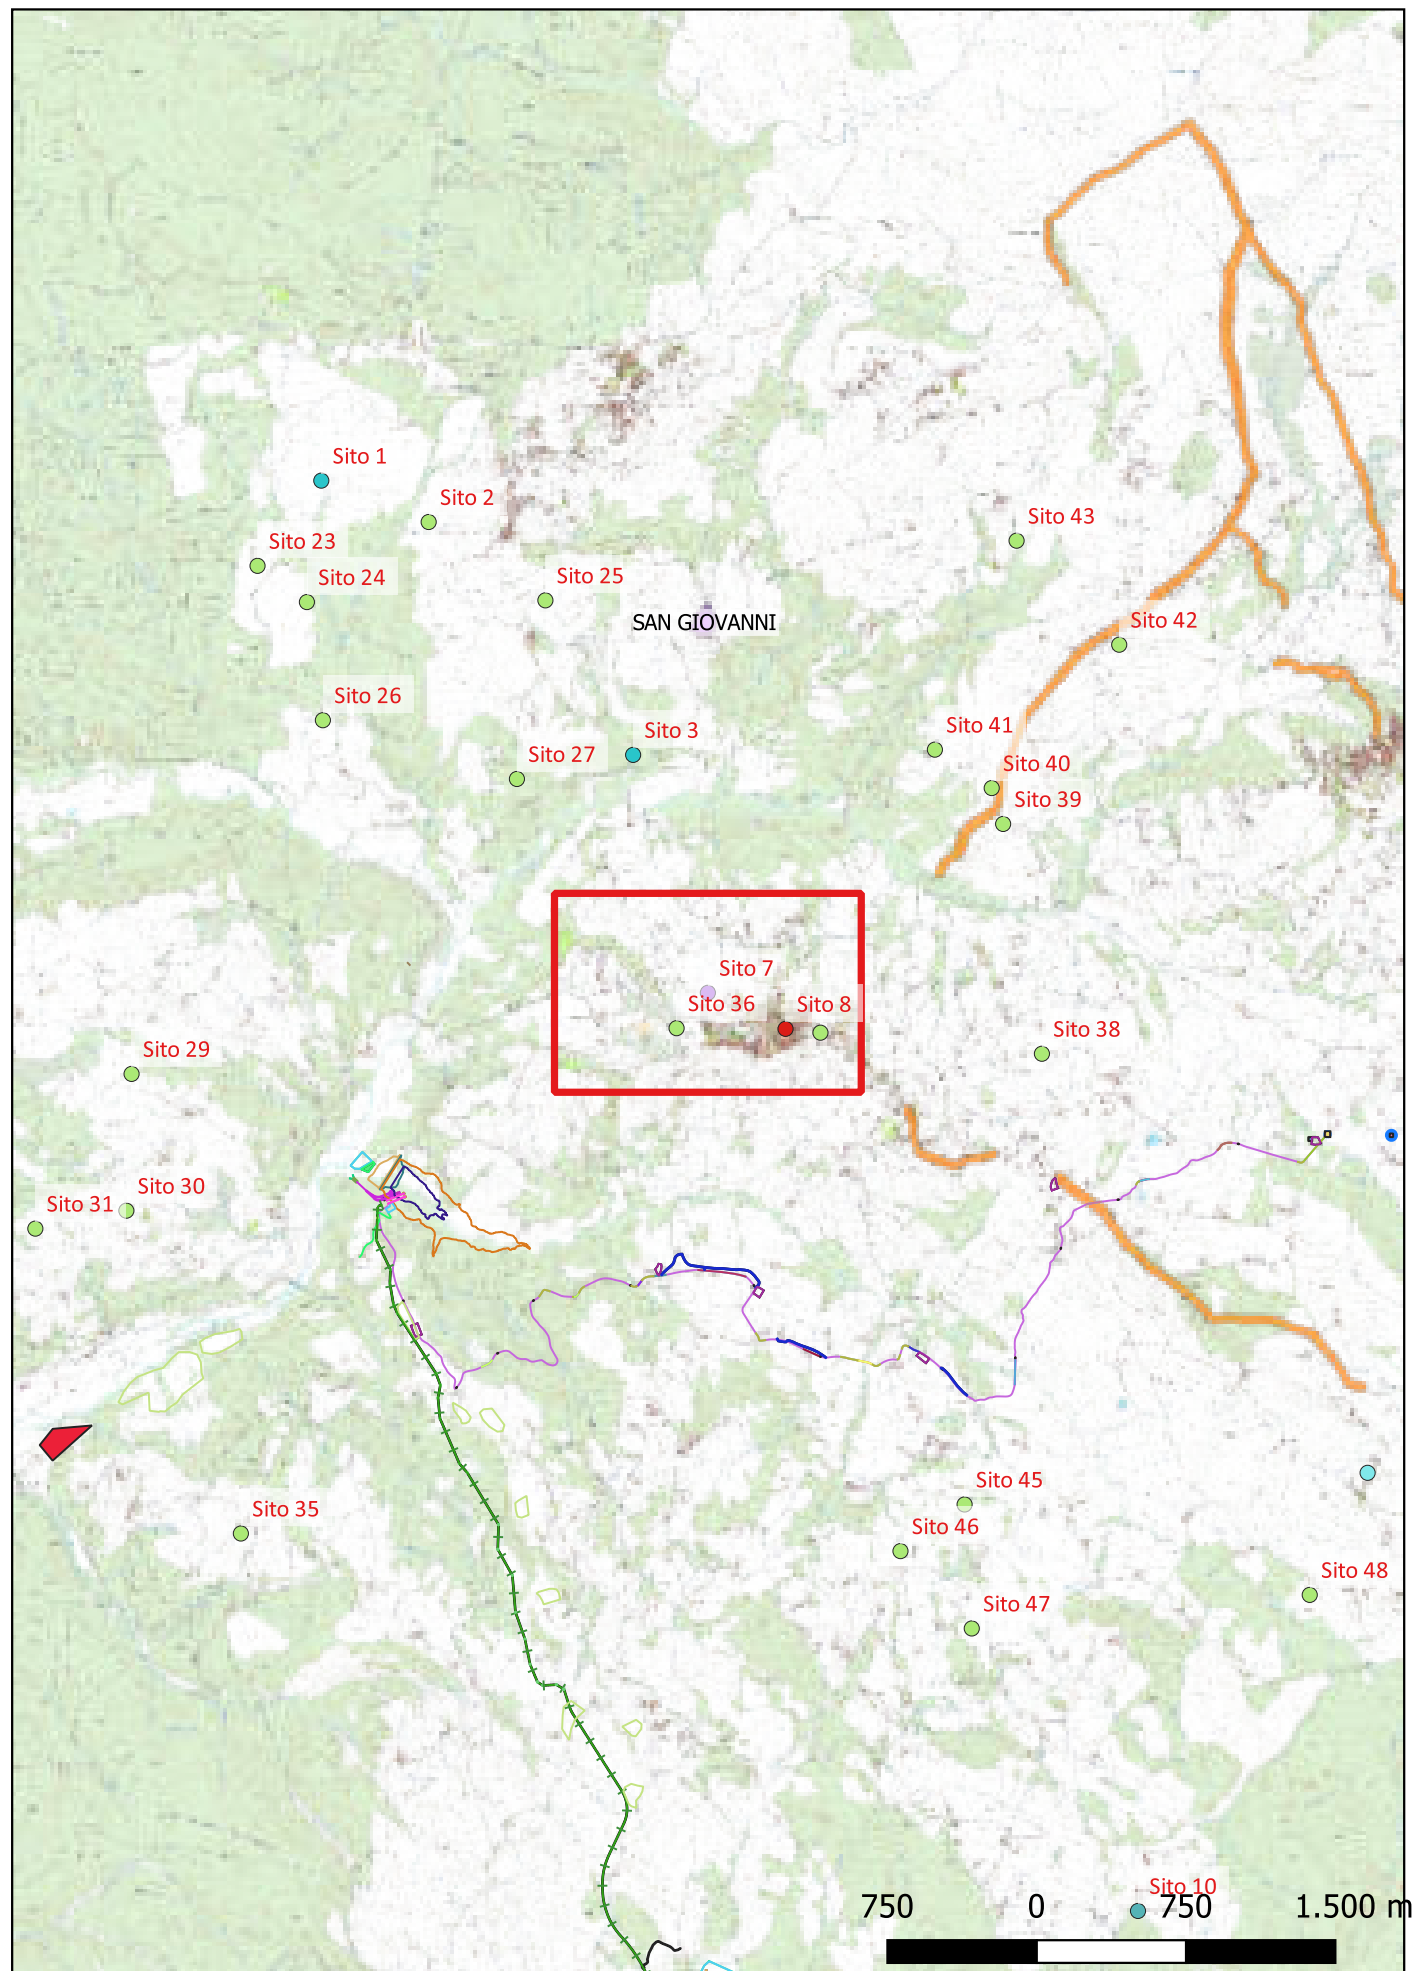 Sito 1
Sito 2
Sito 43
Sito 23
Sito 24
Sito 25
SAN GIOVANNI
Sito 42
Sito 26
Sito 3
Sito 41
Sito 27
Sito 40
Sito 39
Sito 7
Sito 36
Sito 8
Sito 38
Sito 29
Sito 30
Sito 31
Sito 45
Sito 35
Sito 46
Sito 48
Sito 47
Sito 10
750 0 750 1.500 m